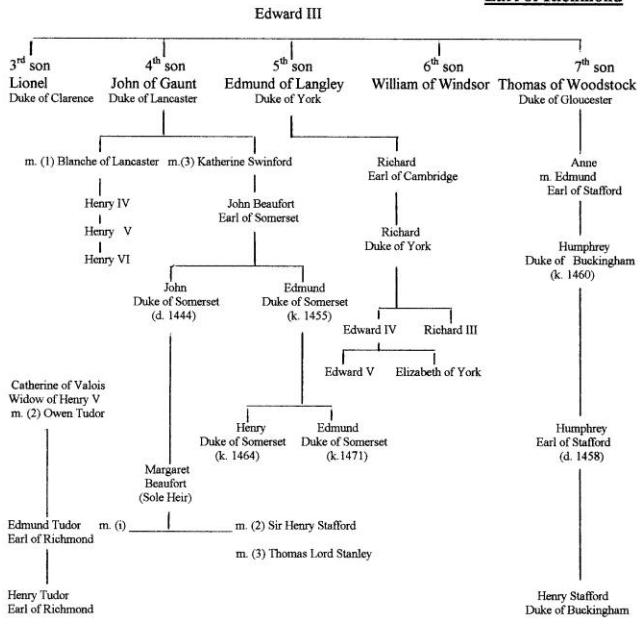 Earl of Richmond
Edward III
3rd son
Lionel
Duke of Clarence
4th son
John of Gaunt
Duke of Lancaster
5th son
Edmund of Langley
Duke of York
6th son
William of Windsor
7th son
Thomas of Woodstock
Duke of Gloucester
m. (1) Blanche of Lancaster
m.(3) Katherine Swinford
Richard
Earl of Cambridge
Anne
m. Edmund
Earl of Stafford
Henry IV
Henry V
Henry VI
John Beaufort
Earl of Somerset
Richard
Duke of York
Humphrey
Duke of Buckingham
(k. 1460)
John
Duke of Somerset
(d. 1444)
Edmund
Duke of Somerset
(k. 1455)
Edward IV
Richard III
Edward V
Elizabeth of York
Catherine of Valois
Widow of Henry V
m. (2) Owen Tudor
Henry
Duke of Somerset
(k. 1464)
Edmund
Duke of Somerset
(k.1471)
Humphrey
Earl of Stafford
(d. 1458)
Margaret
Beaufort
(Sole Heir)
Edmund Tudor
Earl of Richmond
m. (i)
m. (2) Sir Henry Stafford
m. (3) Thomas Lord Stanley
Henry Tudor
Earl of Richmond
Henry Stafford
Duke of Buckingham